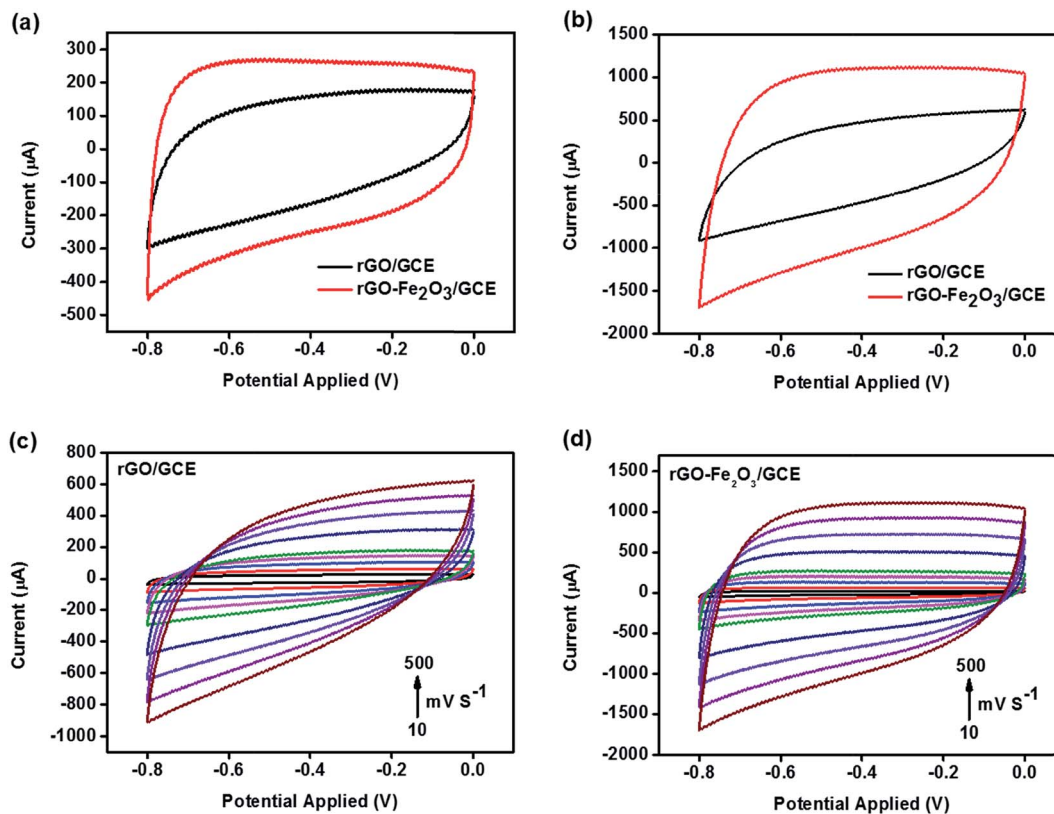 (a)
300
200
100
0
-100
-200
-300
-400
-500
Current (µA)
rGO/GCE
rGO-Fe2O3/GCE
-0.8 -0.6 -0.4 -0.2 0.0
Potential Applied (V)
(b)
1500
1000
500
0
-500
-1000
-1500
-2000
Current (µA)
rGO/GCE
rGO-Fe2O3/GCE
-0.8 -0.6 -0.4 -0.2 0.0
Potential Applied (V)
(c)
800
600
400
200
0
-200
-400
-600
-800
-1000
Current (µA)
rGO/GCE
500
mV S-1
10
-0.8 -0.6 -0.4 -0.2 0.0
Potential Applied (V)
(d)
1500
1000
500
0
-500
-1000
-1500
-2000
Current (µA)
rGO-Fe2O3/GCE
500
mV S-1
10
-0.8 -0.6 -0.4 -0.2 0.0
Potential Applied (V)